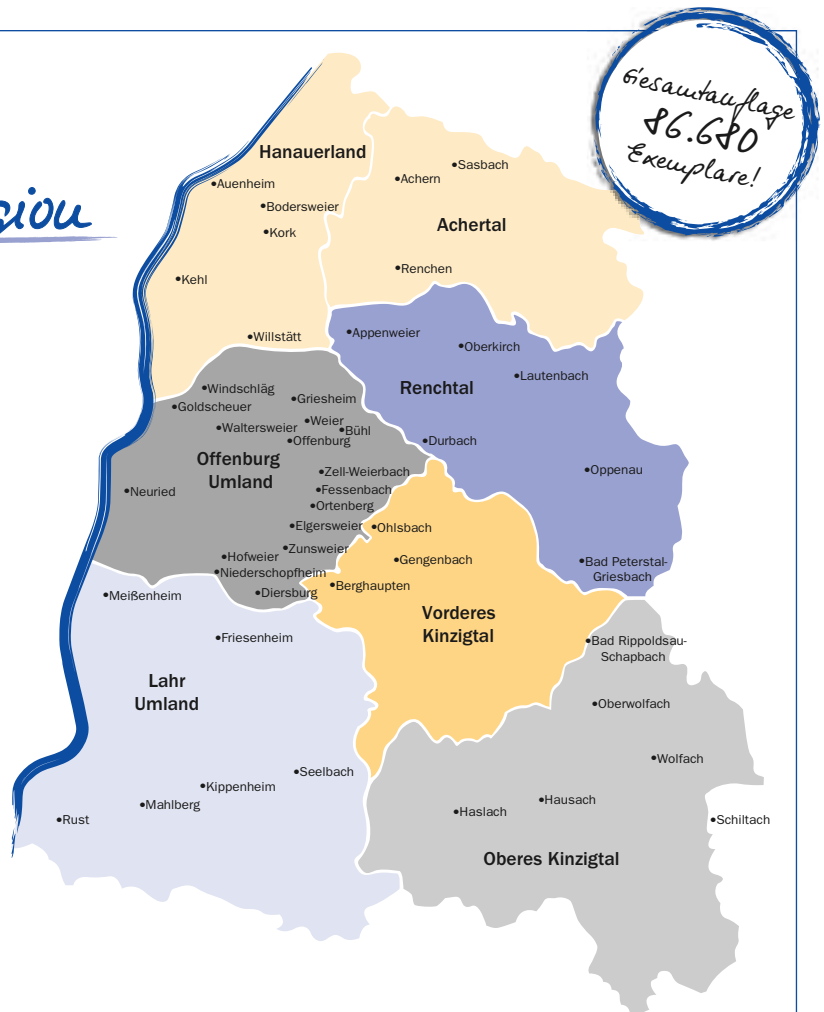 Gesamtauflage
86.680
Exemplare!
gion
Hanauerland
Auenheim
Bodersweier
Kork
Kehl
Willstätt
Sasbach
Achern
Achertal
Renchen
Appenweier
Oberkirch
Lautenbach
Renchtal
Durbach
Oppenau
Bad Peterstal-
Griesbach
Windschläg
Goldscheuer
Griesheim
Weier
Waltersweier
Bühl
Offenburg
Offenburg
Umland
Zell-Weierbach
Neuried
Fessenbach
Ortenberg
Elgersweier
Zunsweier
Hofweier
Niederschopfheim
Diersburg
Ohlsbach
Gengenbach
Berghaupten
Vorderes
Kinzigtal
Meißenheim
Friesenheim
Lahr
Umland
Seelbach
Kippenheim
Mahlberg
Rust
Bad Rippoldsau-
Schapbach
Oberwolfach
Wolfach
Hausach
Haslach
Schiltach
Oberes Kinzigtal